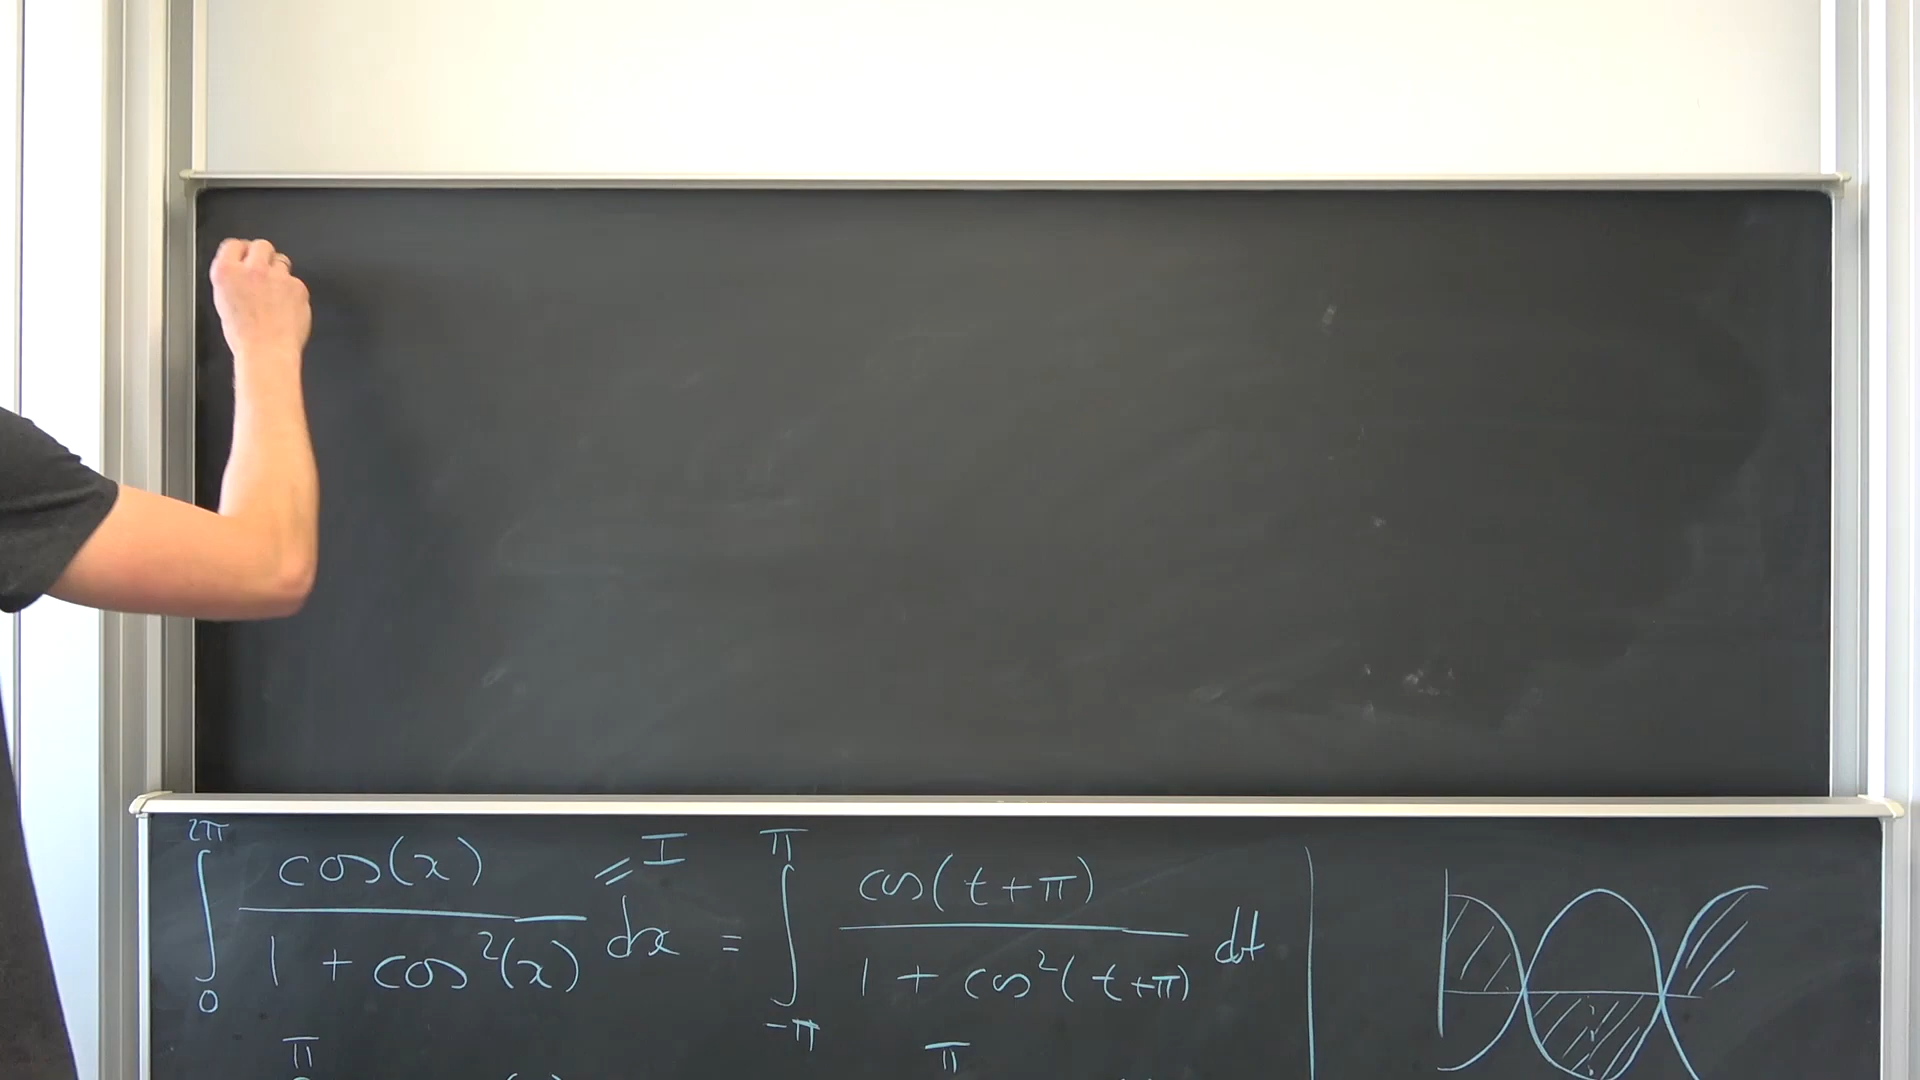 ∫₀^{2π} cos(x) / (1 + cos²(x)) dx = I = ∫_{-π}^{π} cos(t+π) / (1 + cos²(t+π)) dt
π π